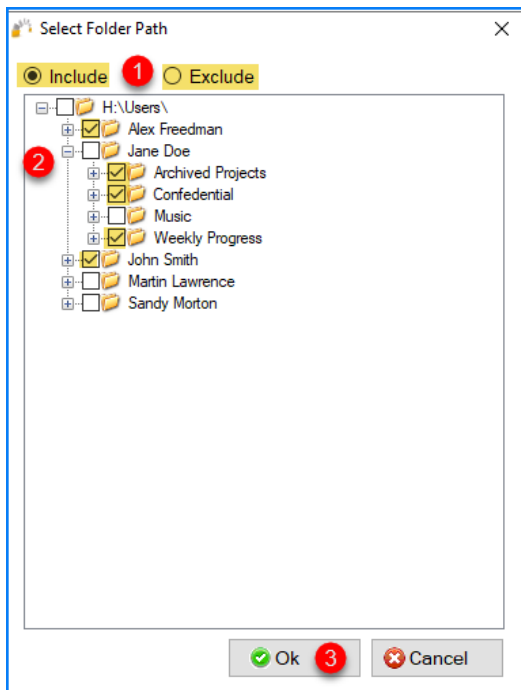 Select Folder Path
Include 1 Exclude
H:\Users\
Alex Freedman
2 Jane Doe
Archived Projects
Confedential
Music
Weekly Progress
John Smith
Martin Lawrence
Sandy Morton
Ok 3 Cancel